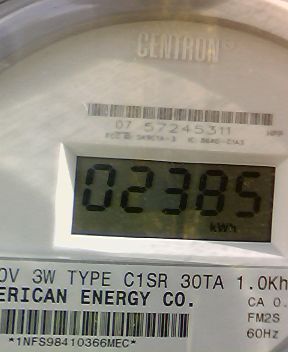 CENTRON®
07 57245311
02385
kWh
0V 3W TYPE C1SR 30TA 1.0Kh
ERICAN ENERGY CO.
CA 0.
FM2S
60Hz
*1NFS98410366MEC*